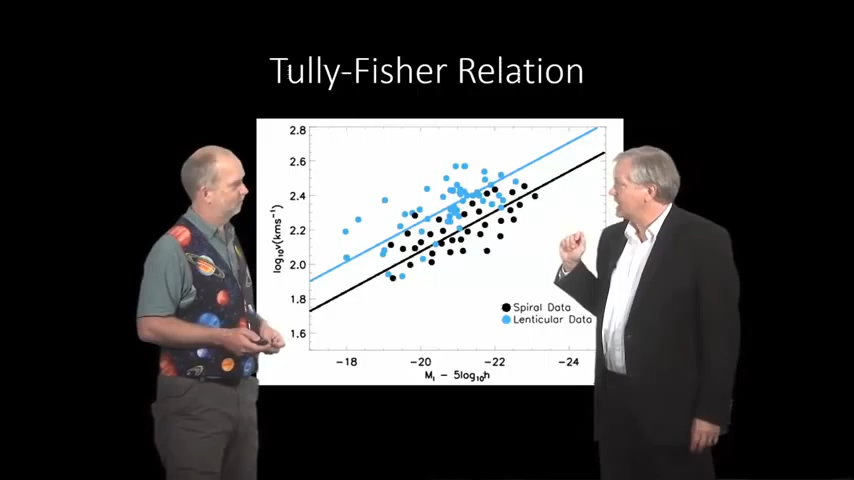 Tully-Fisher Relation
2.8
2.6
2.4
2.2
2.0
1.8
1.6
log₁₀v(kms⁻¹)
Spiral Data
Lenticular Data
−18 −20 −22 −24
M_I − 5log₁₀h